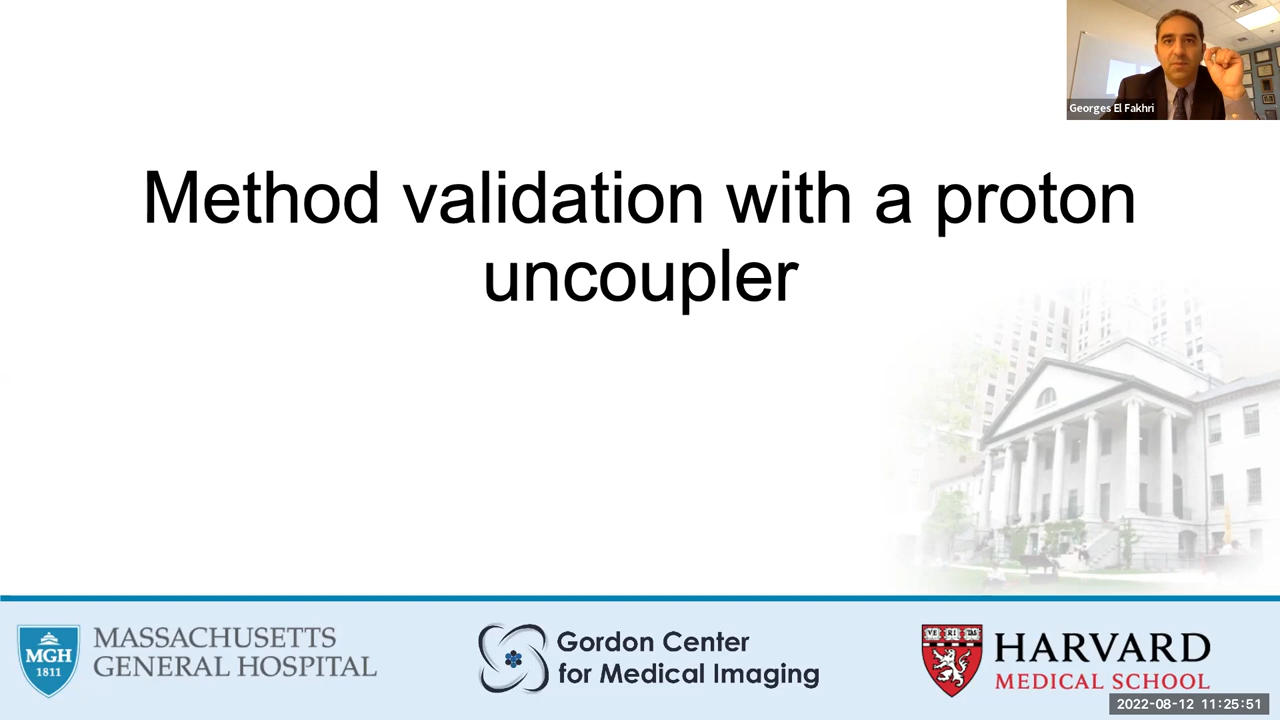 Georges El Fakhri
Method validation with a proton
uncoupler
MGH
1811
MASSACHUSETTS
GENERAL HOSPITAL
Gordon Center
for Medical Imaging
VE RI TAS
HARVARD
MEDICAL SCHOOL
2022-08-12 11:25:51